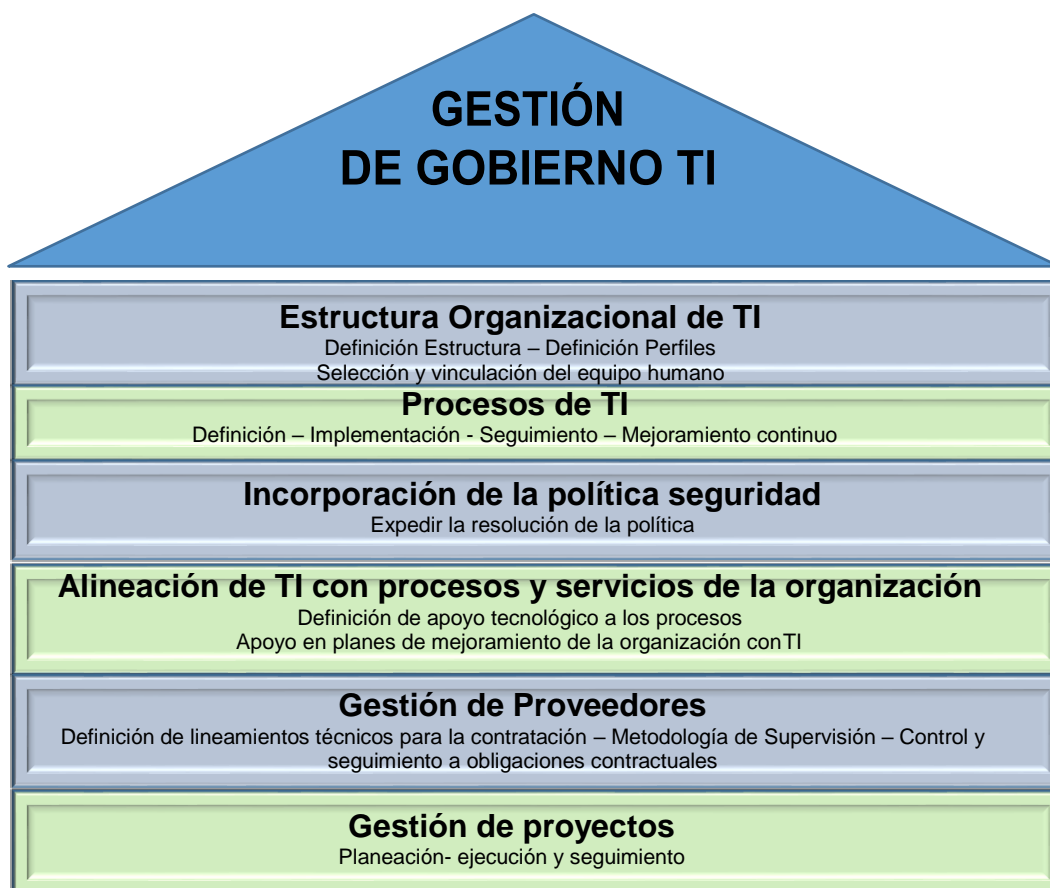 GESTIÓN
DE GOBIERNO TI
Estructura Organizacional de TI
Definición Estructura – Definición Perfiles
Selección y vinculación del equipo humano
Procesos de TI
Definición – Implementación - Seguimiento – Mejoramiento continuo
Incorporación de la política seguridad
Expedir la resolución de la política
Alineación de TI con procesos y servicios de la organización
Definición de apoyo tecnológico a los procesos
Apoyo en planes de mejoramiento de la organización con TI
Gestión de Proveedores
Definición de lineamientos técnicos para la contratación – Metodología de Supervisión – Control y
seguimiento a obligaciones contractuales
Gestión de proyectos
Planeación- ejecución y seguimiento